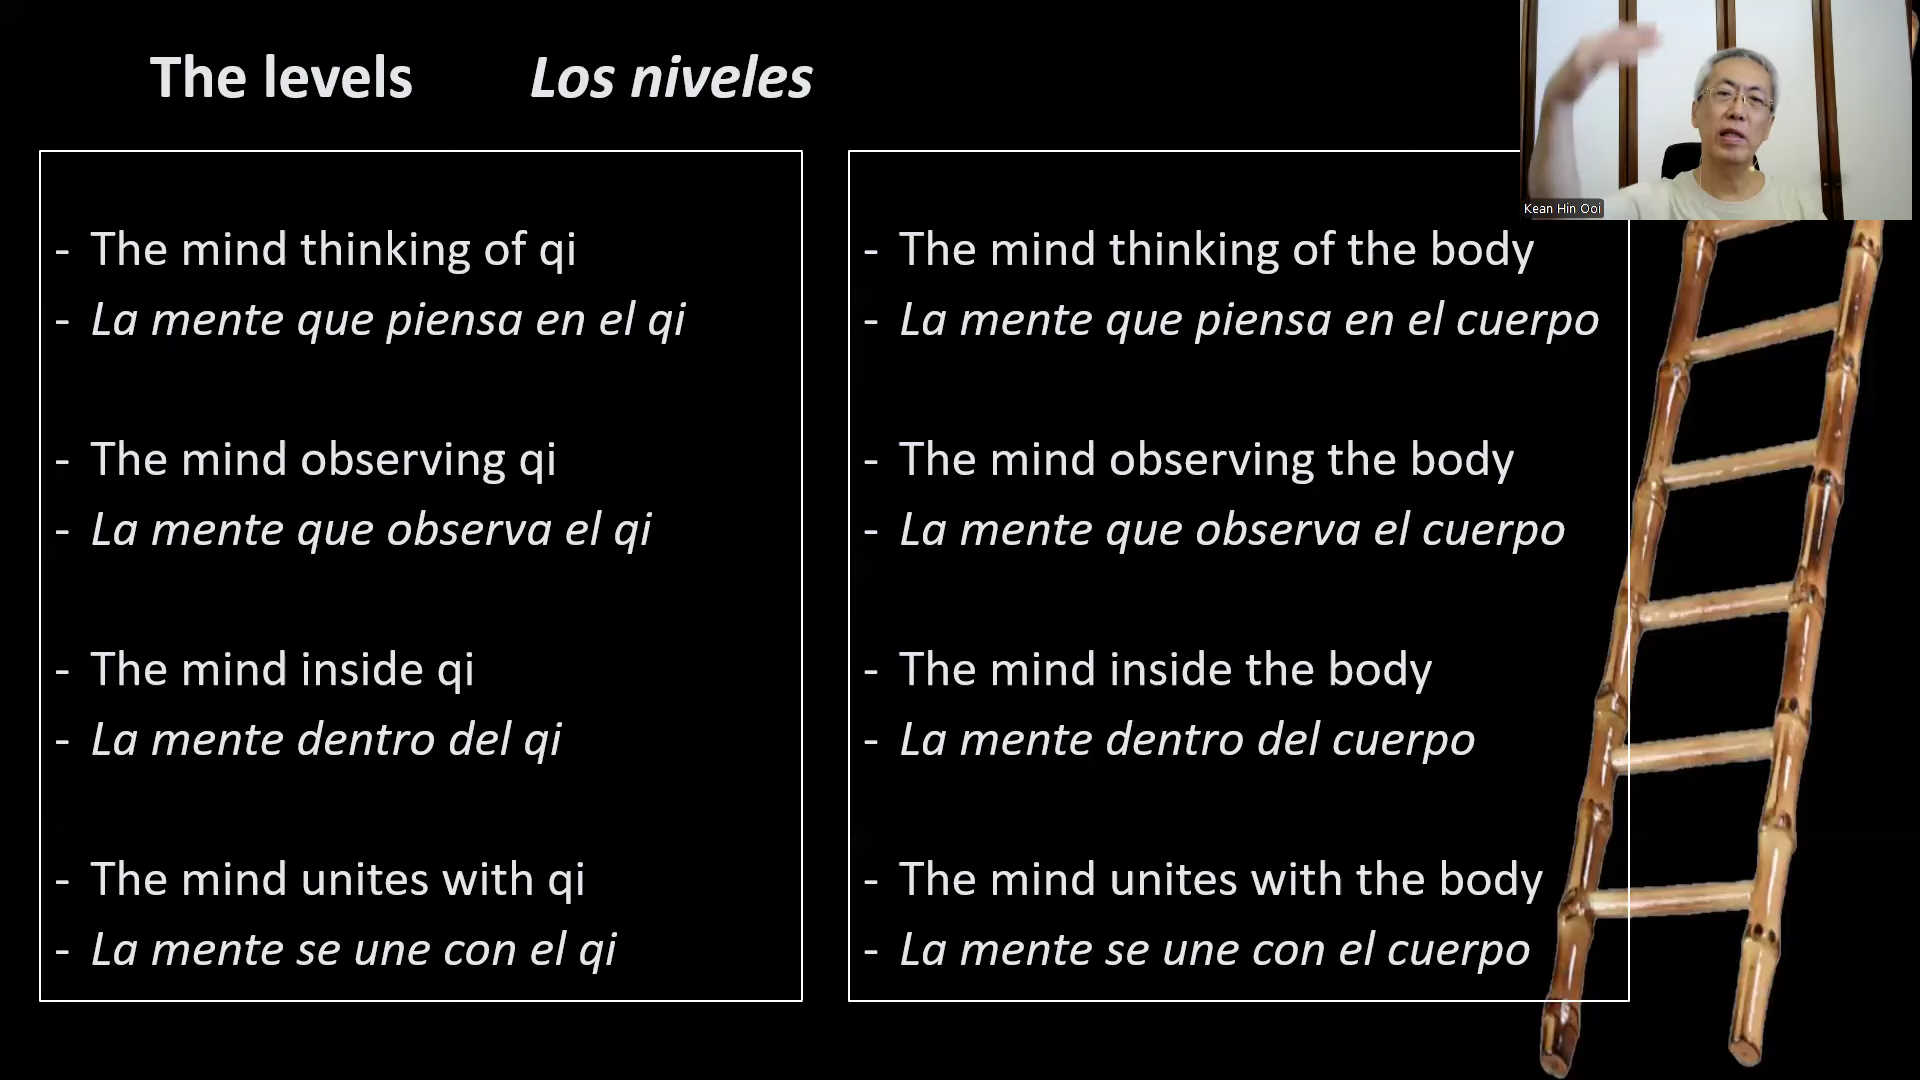 The levels Los niveles
- The mind thinking of qi
- La mente que piensa en el qi
- The mind observing qi
- La mente que observa el qi
- The mind inside qi
- La mente dentro del qi
- The mind unites with qi
- La mente se une con el qi
- The mind thinking of the body
- La mente que piensa en el cuerpo
- The mind observing the body
- La mente que observa el cuerpo
- The mind inside the body
- La mente dentro del cuerpo
- The mind unites with the body
- La mente se une con el cuerpo
Kean Hin Ooi